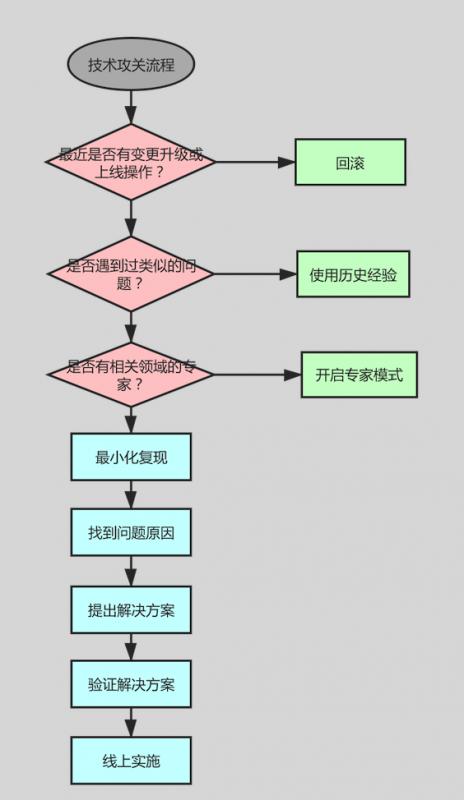 技术攻关流程
最近是否有变更升级或
上线操作？
回滚
是否遇到过类似的问
题？
使用历史经验
是否有相关领域的专
家？
开启专家模式
最小化复现
找到问题原因
提出解决方案
验证解决方案
线上实施